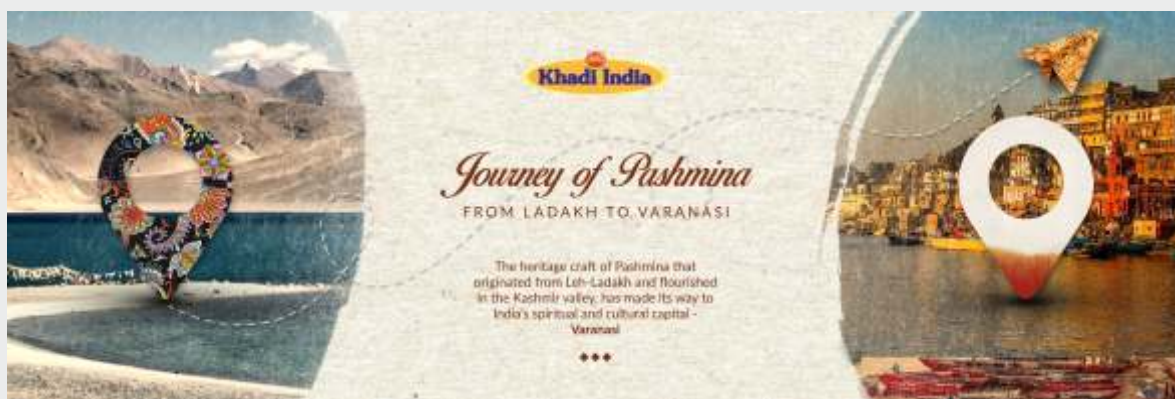 Khadi India
Journey of Pashmina
FROM LADAKH TO VARANASI
The heritage craft of Pashmina that
originated from Leh-Ladakh and flourished
in the Kashmir valley, has made its way to
India's spiritual and cultural capital -
Varanasi